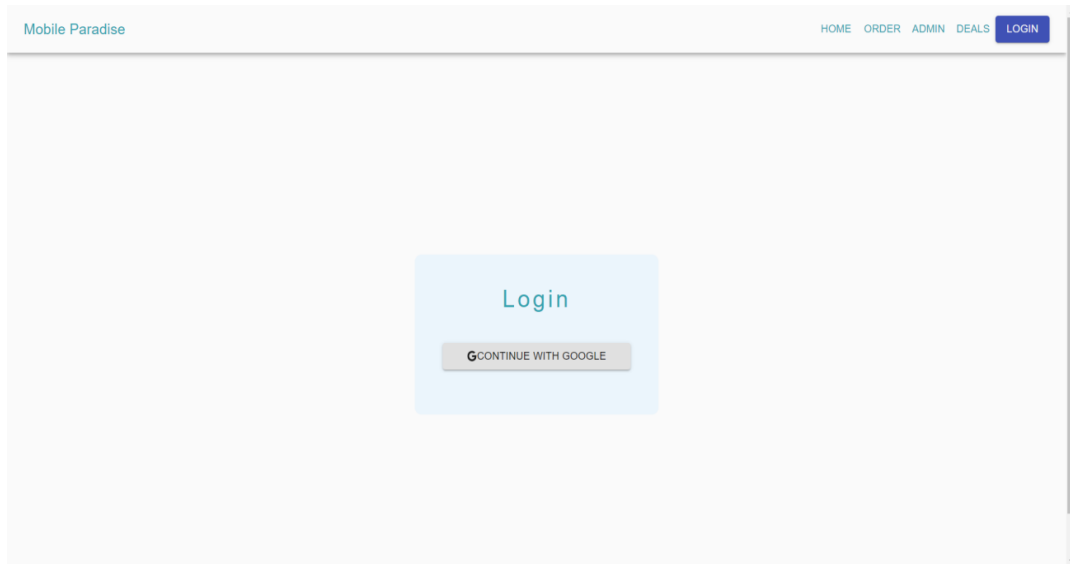 Mobile Paradise HOME ORDER ADMIN DEALS LOGIN
Login
GCONTINUE WITH GOOGLE